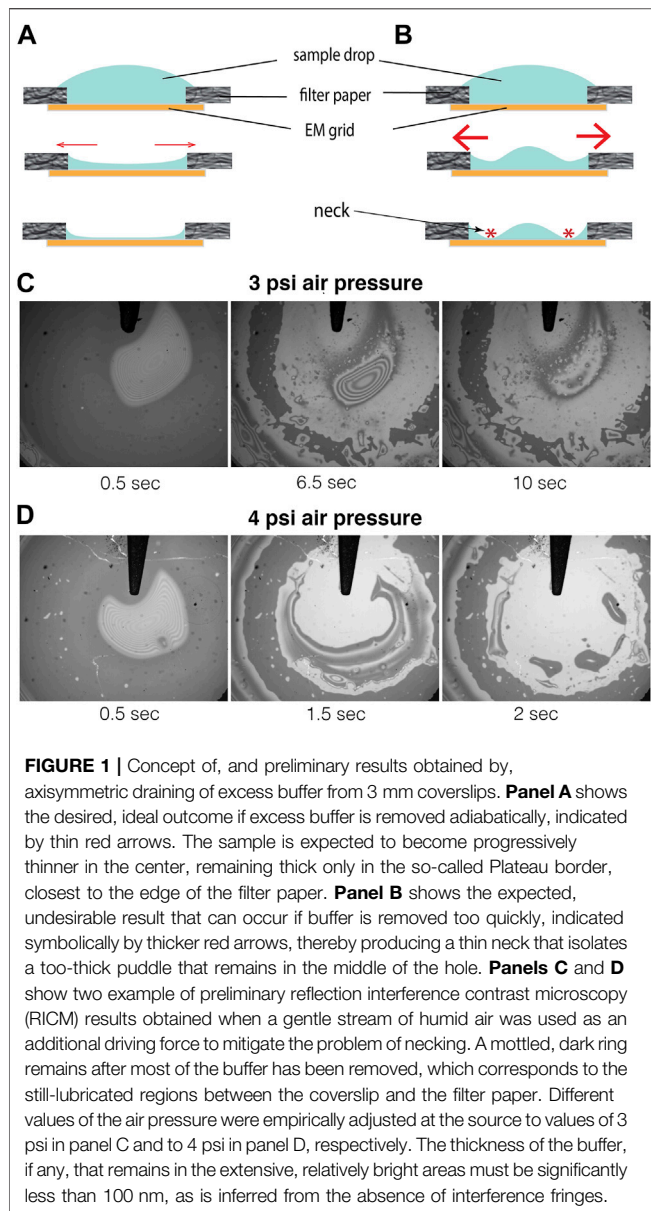 A
B
sample drop
filter paper
EM grid
neck
*
*
C
3 psi air pressure
0.5 sec
6.5 sec
10 sec
D
4 psi air pressure
0.5 sec
1.5 sec
2 sec
FIGURE 1 | Concept of, and preliminary results obtained by,
axisymmetric draining of excess buffer from 3 mm coverslips. Panel A shows
the desired, ideal outcome if excess buffer is removed adiabatically, indicated
by thin red arrows. The sample is expected to become progressively
thinner in the center, remaining thick only in the so-called Plateau border,
closest to the edge of the filter paper. Panel B shows the expected,
undesirable result that can occur if buffer is removed too quickly, indicated
symbolically by thicker red arrows, thereby producing a thin neck that isolates
a too-thick puddle that remains in the middle of the hole. Panels C and D
show two example of preliminary reflection interference contrast microscopy
(RICM) results obtained when a gentle stream of humid air was used as an
additional driving force to mitigate the problem of necking. A mottled, dark ring
remains after most of the buffer has been removed, which corresponds to the
still-lubricated regions between the coverslip and the filter paper. Different
values of the air pressure were empirically adjusted at the source to values of 3
psi in panel C and to 4 psi in panel D, respectively. The thickness of the buffer,
if any, that remains in the extensive, relatively bright areas must be significantly
less than 100 nm, as is inferred from the absence of interference fringes.